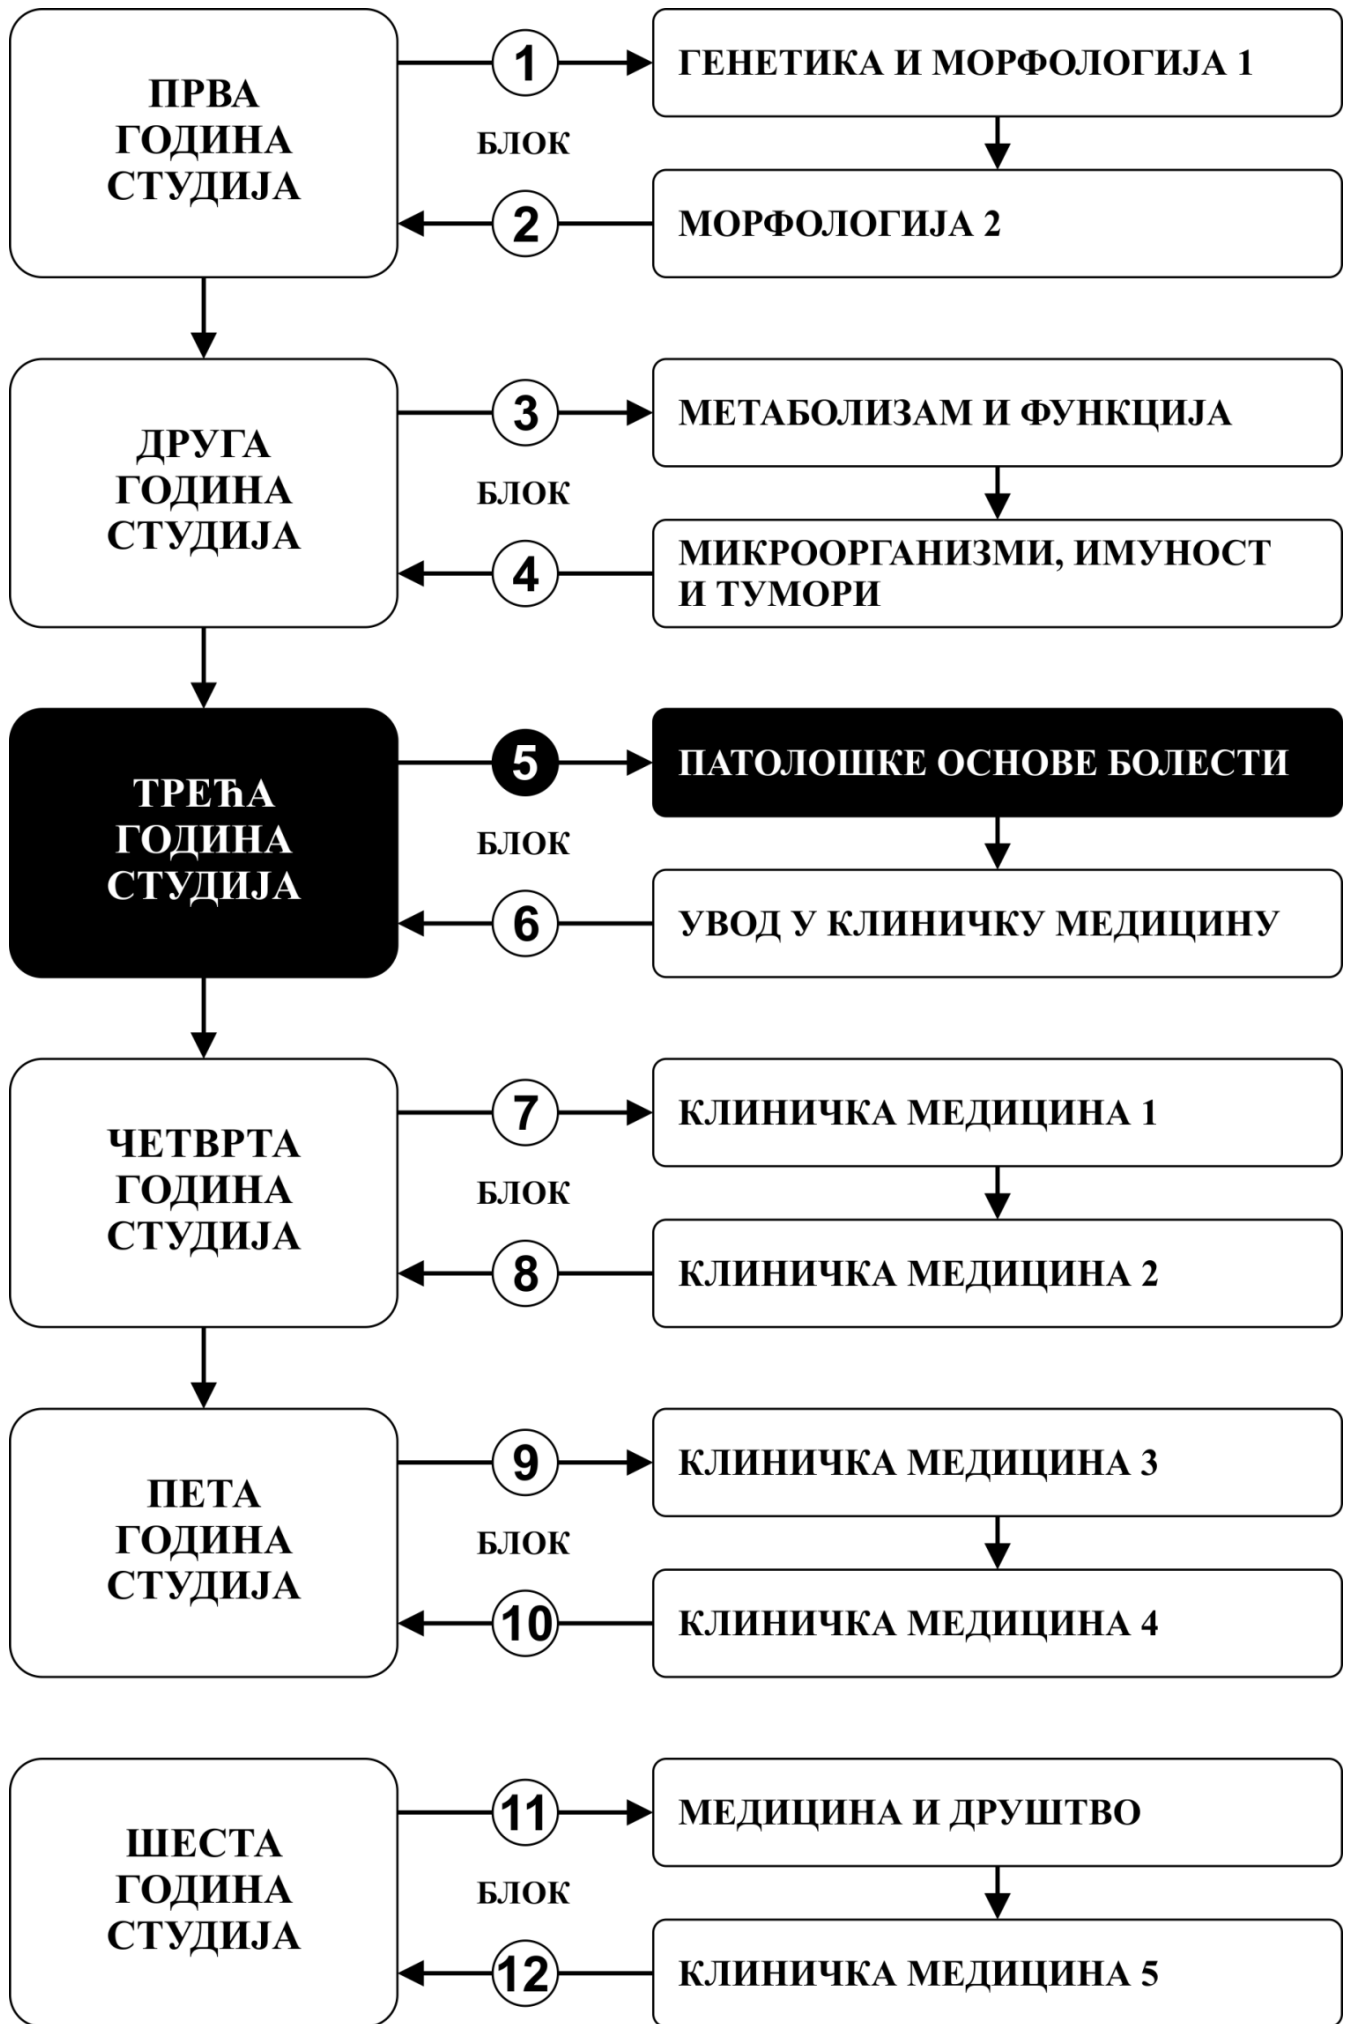 ПРВА
ГОДИНА
СТУДИЈА
1
БЛОК
2
ГЕНЕТИКА И МОРФОЛОГИЈА 1
МОРФОЛОГИЈА 2
ДРУГА
ГОДИНА
СТУДИЈА
3
БЛОК
4
МЕТАБОЛИЗАМ И ФУНКЦИЈА
МИКРООРГАНИЗМИ, ИМУНОСТ
И ТУМОРИ
ТРЕЋА
ГОДИНА
СТУДИЈА
5
БЛОК
6
ПАТОЛОШКЕ ОСНОВЕ БОЛЕСТИ
УВОД У КЛИНИЧКУ МЕДИЦИНУ
ЧЕТВРТА
ГОДИНА
СТУДИЈА
7
БЛОК
8
КЛИНИЧКА МЕДИЦИНА 1
КЛИНИЧКА МЕДИЦИНА 2
ПЕТА
ГОДИНА
СТУДИЈА
9
БЛОК
10
КЛИНИЧКА МЕДИЦИНА 3
КЛИНИЧКА МЕДИЦИНА 4
ШЕСТА
ГОДИНА
СТУДИЈА
11
БЛОК
12
МЕДИЦИНА И ДРУШТВО
КЛИНИЧКА МЕДИЦИНА 5